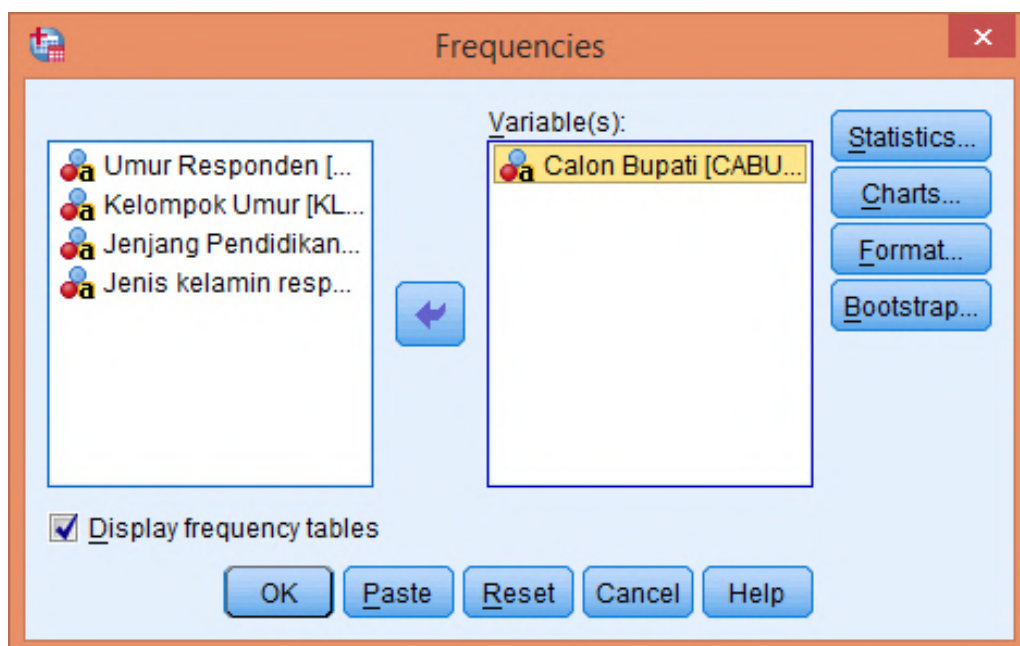 Frequencies
Variable(s):
Umur Responden [...
Kelompok Umur [KL...
Jenjang Pendidikan...
Jenis kelamin resp...
Calon Bupati [CABU...
Statistics...
Charts...
Format...
Bootstrap...
Display frequency tables
OK Paste Reset Cancel Help